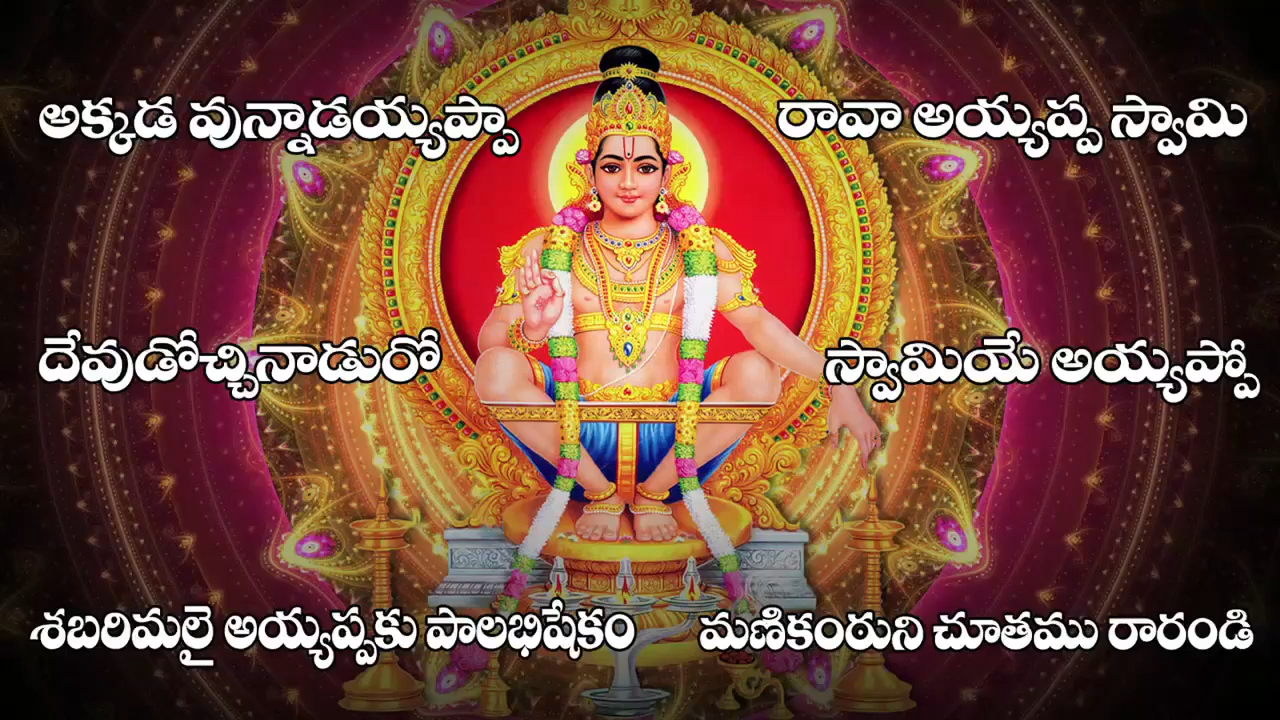 అక్కడ వున్నాడయ్యప్పా
రావా అయ్యప్ప స్వామి
దేవుడోచ్చినాడురో
స్వామియే అయ్యప్పో
శబరిమలై అయ్యప్పకు పాలభిషేకం
మణికంఠుని చూతము రారండి